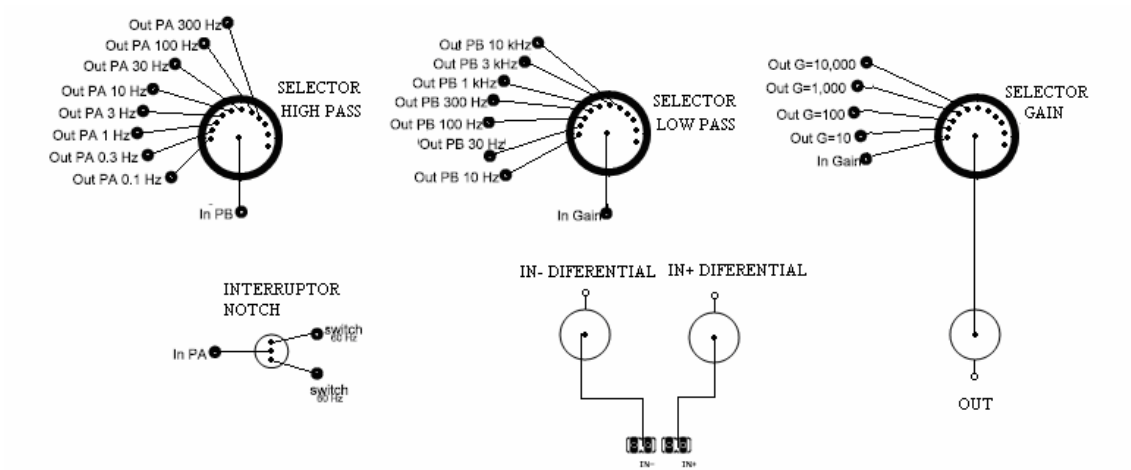 Out PA 300 Hz
Out PA 100 Hz
Out PA 30 Hz
Out PA 10 Hz
Out PA 3 Hz
Out PA 1 Hz
Out PA 0.3 Hz
Out PA 0.1 Hz
SELECTOR
HIGH PASS
In PB
Out PB 10 kHz
Out PB 3 kHz
Out PB 1 kHz
Out PB 300 Hz
Out PB 100 Hz
Out PB 30 Hz
Out PB 10 Hz
SELECTOR
LOW PASS
In Gain
Out G=10,000
Out G=1,000
Out G=100
Out G=10
In Gain
SELECTOR
GAIN
INTERRUPTOR
NOTCH
In PA
switch
60 Hz
switch
60 Hz
IN- DIFERENTIAL
IN+ DIFERENTIAL
IN-
IN+
OUT